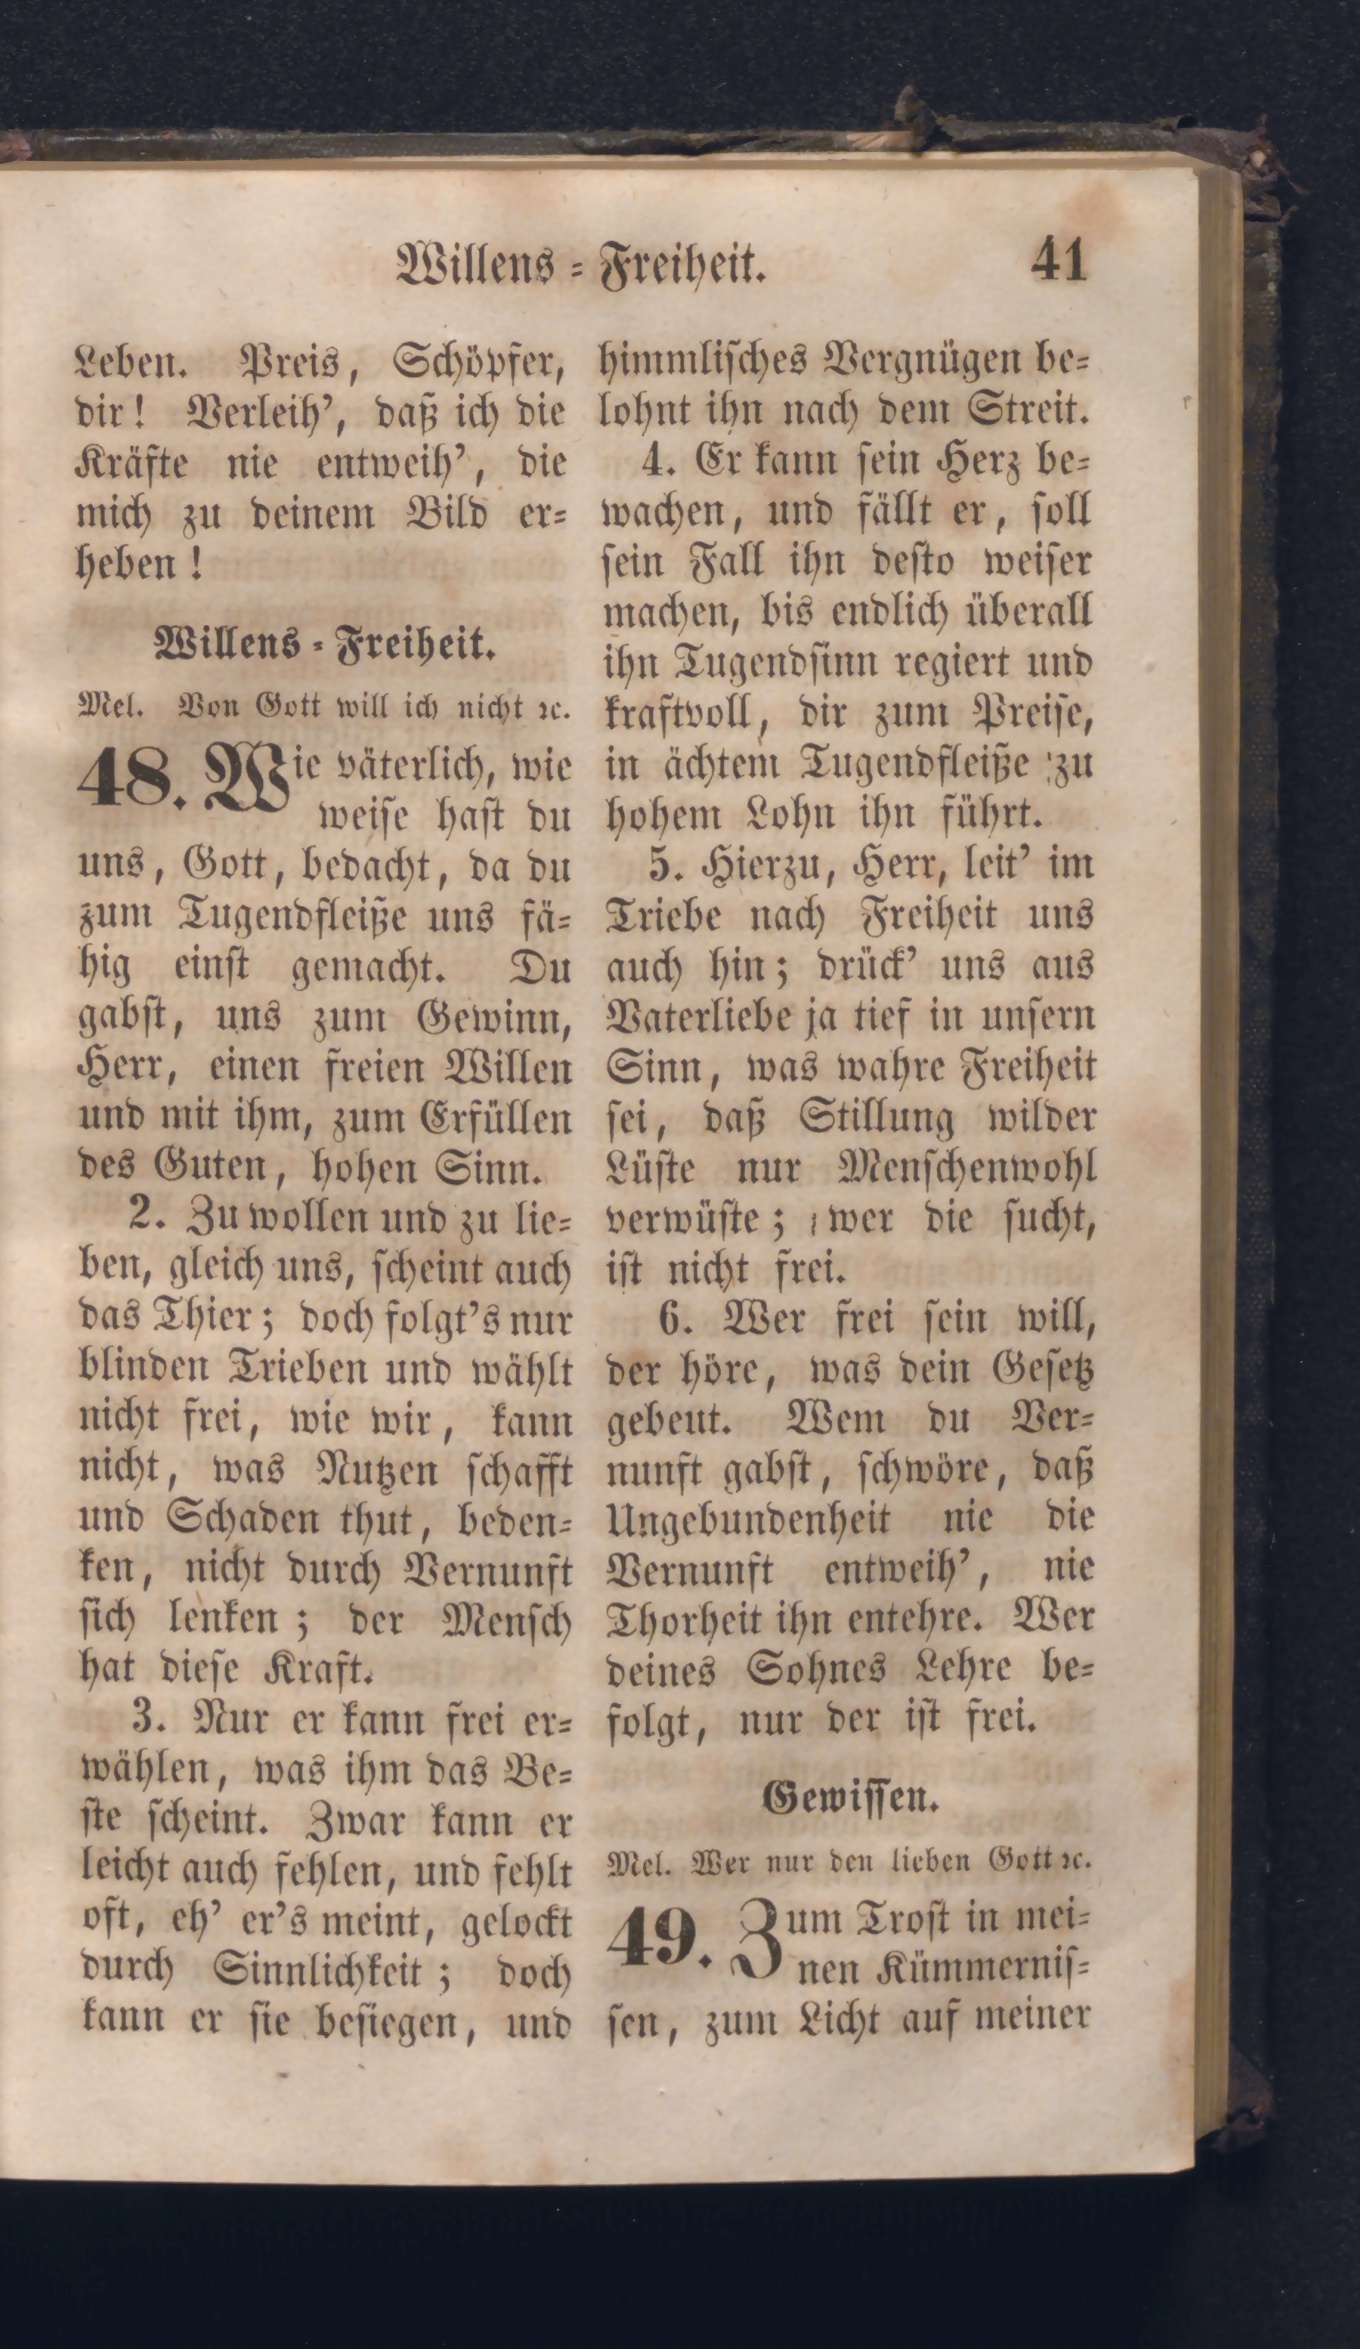 Willens-Freiheit.
41
Leben. Preis, Schöpfer,
dir! Verleih', daß ich die
Kräfte nie entweih', die
mich zu deinem Bild er-
heben!
Willens-Freiheit.
Mel. Von Gott will ich nicht ꝛc.
48. Wie väterlich, wie
weise hast du
uns, Gott, bedacht, da du
zum Tugendfleiße uns fä-
hig einst gemacht. Du
gabst, uns zum Gewinn,
Herr, einen freien Willen
und mit ihm, zum Erfüllen
des Guten, hohen Sinn.
2. Zu wollen und zu lie-
ben, gleich uns, scheint auch
das Thier; doch folgt's nur
blinden Trieben und wählt
nicht frei, wie wir, kann
nicht, was Nutzen schafft
und Schaden thut, beden-
ken, nicht durch Vernunft
sich lenken; der Mensch
hat diese Kraft.
3. Nur er kann frei er-
wählen, was ihm das Be-
ste scheint. Zwar kann er
leicht auch fehlen, und fehlt
oft, eh' er's meint, gelockt
durch Sinnlichkeit; doch
kann er sie besiegen, und
himmlisches Vergnügen be-
lohnt ihn nach dem Streit.
4. Er kann sein Herz be-
wachen, und fällt er, soll
sein Fall ihn desto weiser
machen, bis endlich überall
ihn Tugendsinn regiert und
kraftvoll, dir zum Preise,
in ächtem Tugendfleiße zu
hohem Lohn ihn führt.
5. Hierzu, Herr, leit' im
Triebe nach Freiheit uns
auch hin; drück' uns aus
Vaterliebe ja tief in unsern
Sinn, was wahre Freiheit
sei, daß Stillung wilder
Lüste nur Menschenwohl
verwüste; wer die sucht,
ist nicht frei.
6. Wer frei sein will,
der höre, was dein Gesetz
gebeut. Wem du Ver-
nunft gabst, schwöre, daß
Ungebundenheit nie die
Vernunft entweih', nie
Thorheit ihn entehre. Wer
deines Sohnes Lehre be-
folgt, nur der ist frei.
Gewissen.
Mel. Wer nur den lieben Gott ꝛc.
49. Zum Trost in mei-
nen Kümmernis-
sen, zum Licht auf meiner